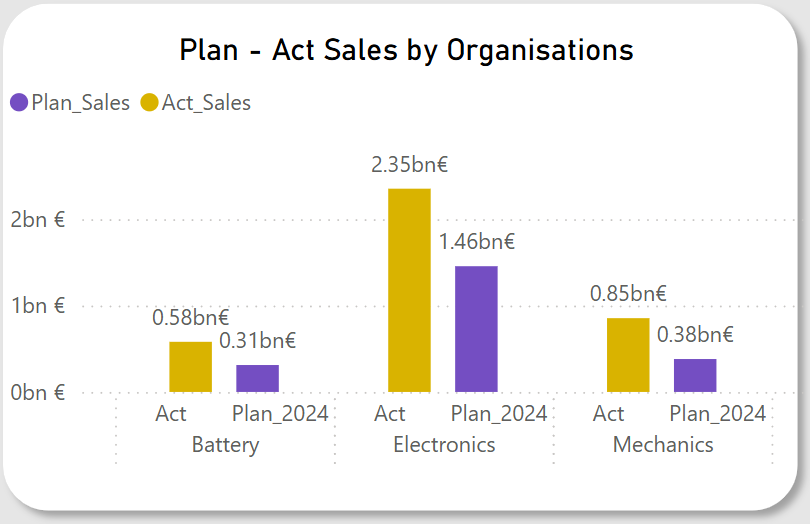 Plan - Act Sales by Organisations
Plan_Sales Act_Sales
2.35bn€
2bn €
1.46bn€
1bn €
0.85bn€
0.58bn€
0.31bn€
0.38bn€
0bn €
Act Plan_2024 Act Plan_2024 Act Plan_2024
Battery Electronics Mechanics